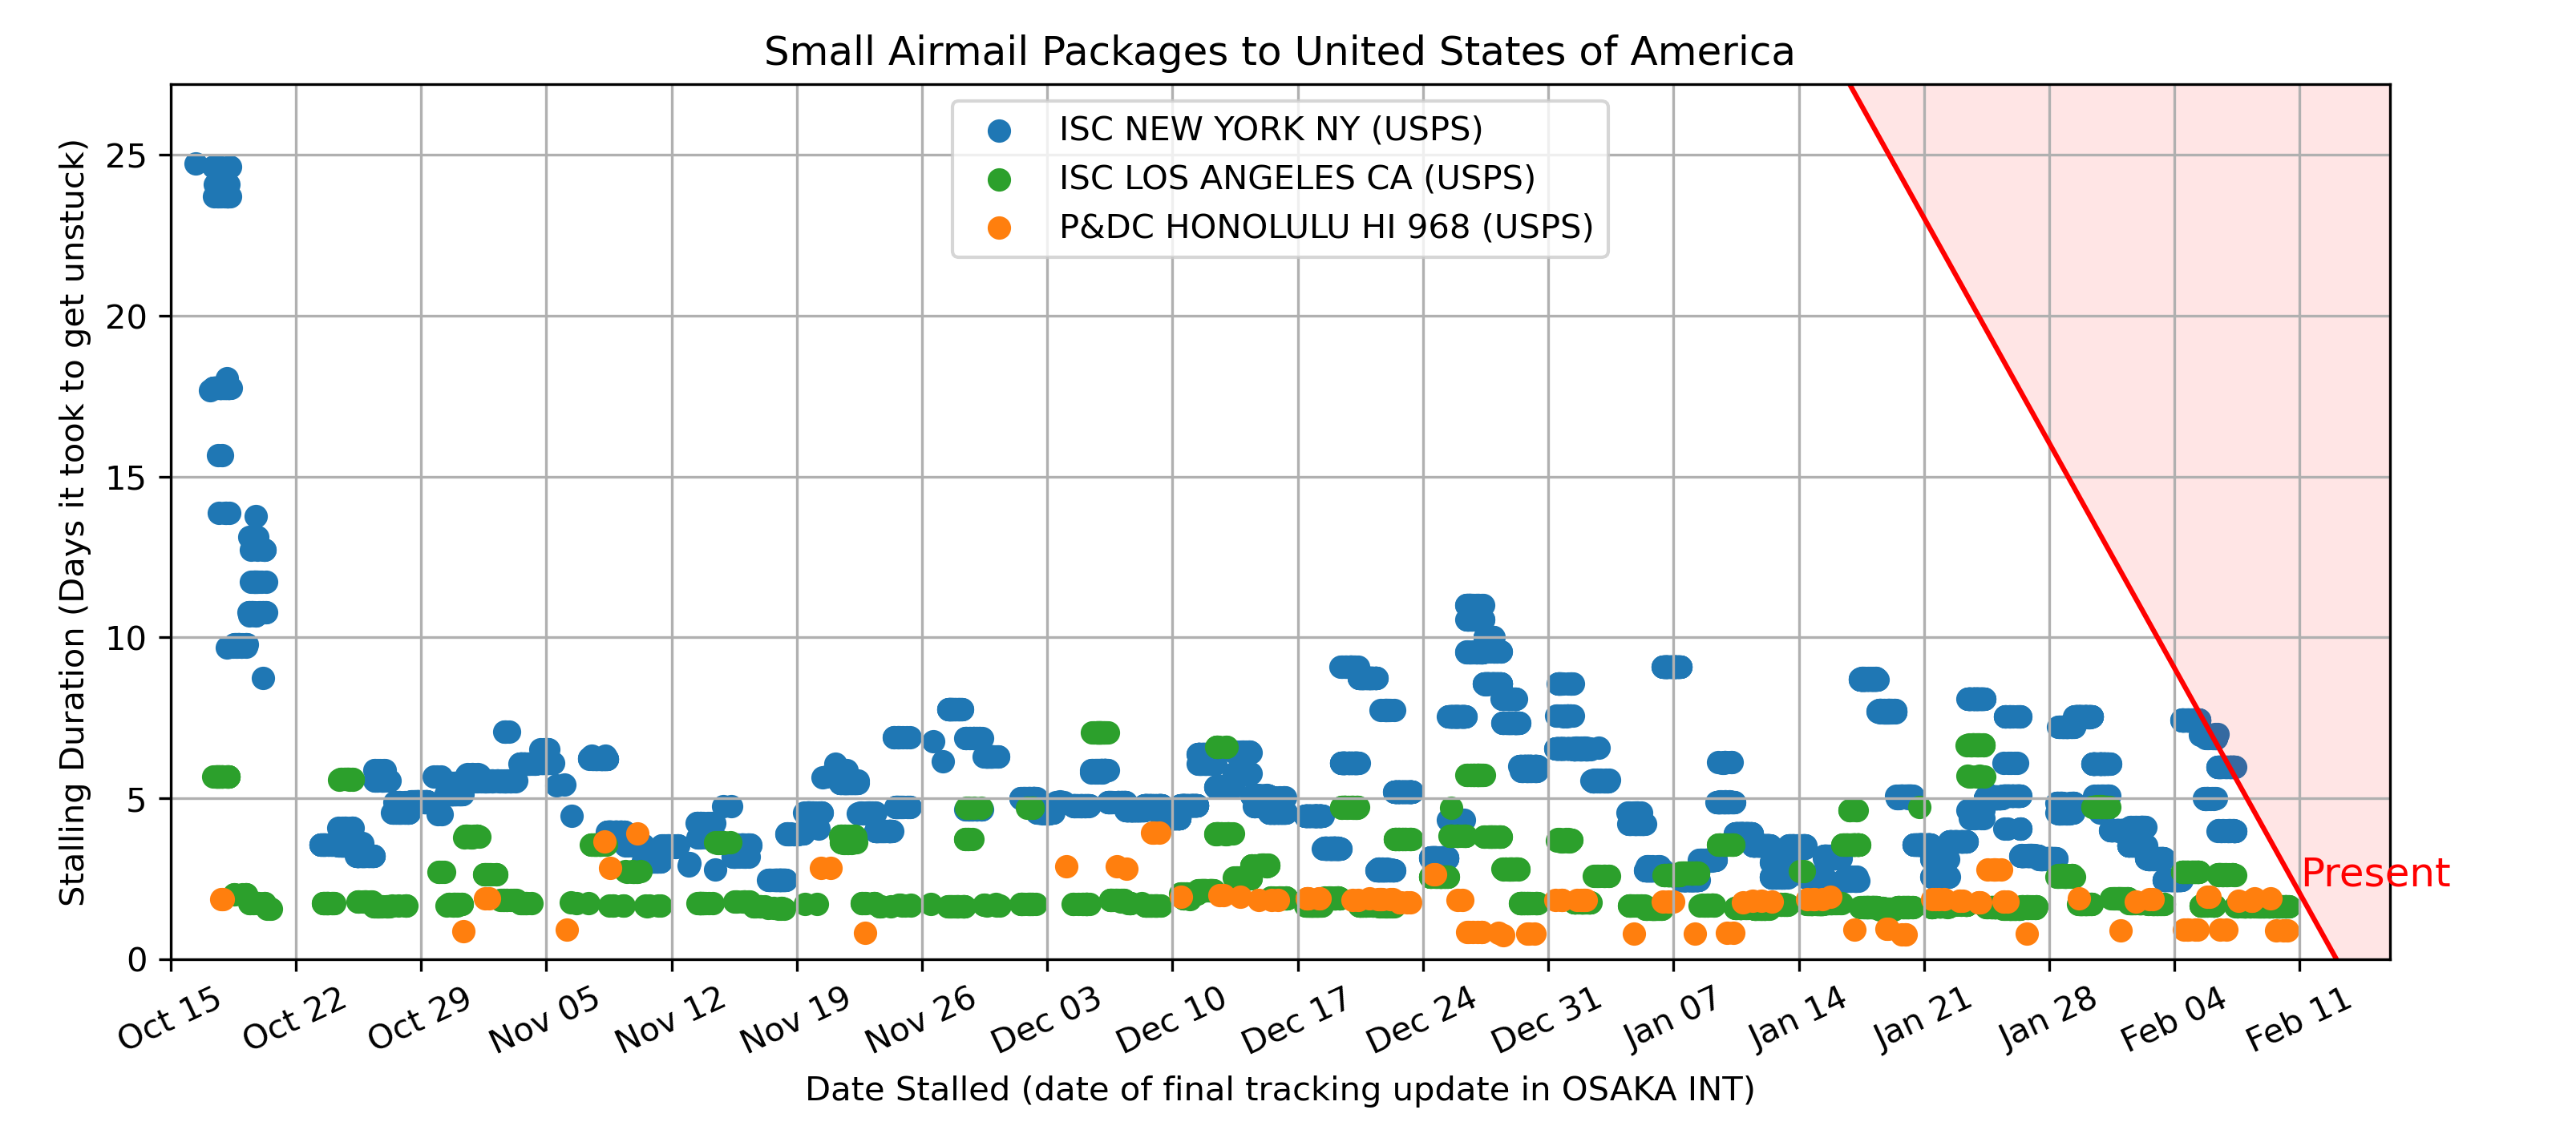 Small Airmail Packages to United States of America
ISC NEW YORK NY (USPS)
ISC LOS ANGELES CA (USPS)
P&DC HONOLULU HI 968 (USPS)
Stalling Duration (Days it took to get unstuck)
25
20
15
10
5
0
Present
Oct 15
Oct 22
Oct 29
Nov 05
Nov 12
Nov 19
Nov 26
Dec 03
Dec 10
Dec 17
Dec 24
Dec 31
Jan 07
Jan 14
Jan 21
Jan 28
Feb 04
Feb 11
Date Stalled (date of final tracking update in OSAKA INT)